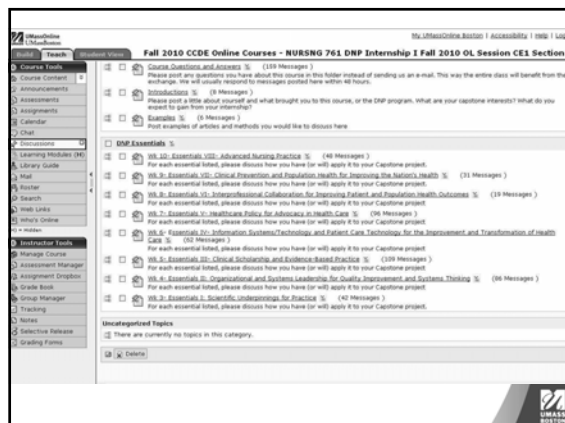 UMassOnline
UMassBoston
My UMassOnline Boston | Accessibility | Help | Log
Build Teach Student View
Fall 2010 CCDE Online Courses - NURSNG 761 DNP Internship I Fall 2010 OL Session CE1 Section
Course Tools
Course Content
Announcements
Assessments
Assignments
Calendar
Chat
Discussions
Learning Modules (M)
Library Guide
Mail
Roster
Search
Web Links
Who's Online
= Hidden
Instructor Tools
Manage Course
Assessment Manager
Assignment Dropbox
Grade Book
Group Manager
Tracking
Notes
Selective Release
Grading Forms
Course Questions and Answers (159 Messages )
Please post any questions you have about this course in this folder instead of sending us an e-mail. This way the entire class will benefit from the
exchange. We will usually respond to messages posted here within 48 hours.
Introductions (8 Messages )
Please post a little about yourself and what brought you to this course, or the DNP program. What are your capstone interests? What do you
expect to gain from your internship?
Examples (6 Messages )
Post examples of articles and methods you would like to discuss here
DNP Essentials
Wk 10- Essentials VIII- Advanced Nursing Practice (48 Messages )
For each essential listed, please discuss how you have (or will) apply it to your Capstone project.
Wk 9- Essentials VII- Clinical Prevention and Population Health for Improving the Nation's Health (31 Messages )
For each essential listed, please discuss how you have (or will) apply it to your Capstone project.
Wk 8- Essentials VI- Interprofessional Collaboration for Improving Patient and Population Health Outcomes (19 Messages )
For each essential listed, please discuss how you have (or will) apply it to your Capstone project.
Wk 7- Essentials V- Healthcare Policy for Advocacy in Health Care (96 Messages )
For each essential listed, please discuss how you have (or will) apply it to your Capstone project.
Wk 6- Essentials IV- Information Systems/Technology and Patient Care Technology for the Improvement and Transformation of Health
Care (62 Messages )
For each essential listed, please discuss how you have (or will) apply it to your Capstone project.
Wk 5- Essentials III- Clinical Scholarship and Evidence-Based Practice (109 Messages )
For each essential listed, please discuss how you have (or will) apply it to your Capstone project
Wk 4- Essentials II- Organizational and Systems Leadership for Quality Improvement and Systems Thinking (86 Messages )
For each essential listed, please discuss how you have (or will) apply it to your Capstone project.
Wk 3- Essentials I: Scientific Underpinnings for Practice (42 Messages )
For each essential listed, please discuss how you have (or will) apply it to your Capstone project
Uncategorized Topics
There are currently no topics in this category.
Delete
UMASS
BOSTON